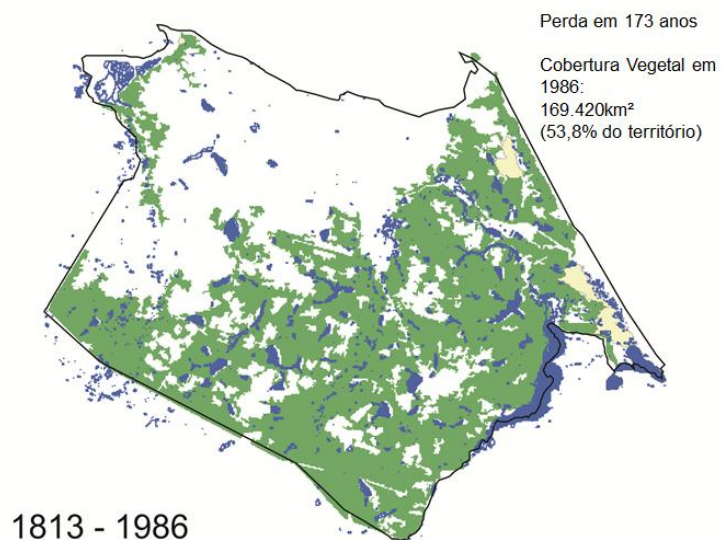 Perda em 173 anos
Cobertura Vegetal em
1986:
169.420km²
(53,8% do território)
1813 - 1986